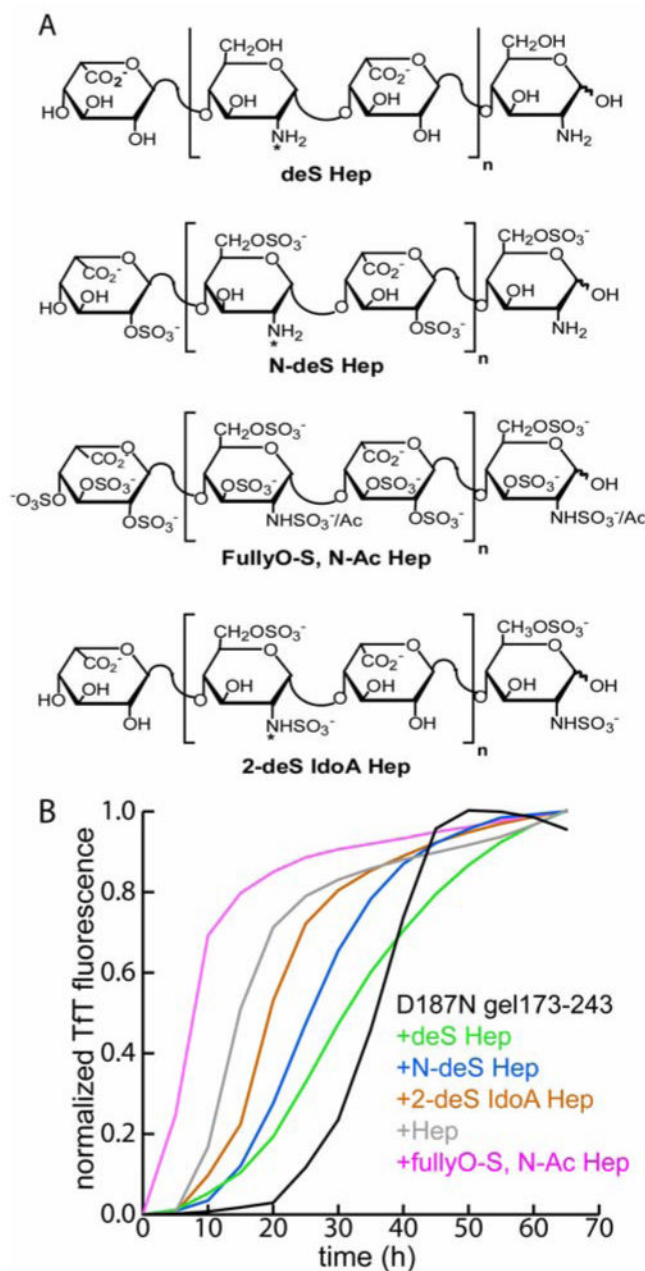 A
CH₂OH CH₂OH
O O O O
CO₂⁻ CO₂⁻
OH OH OH OH OH
HO O O O
OH NH₂ OH NH₂
*
deS Hep n
CH₂OSO₃⁻ CH₂OSO₃⁻
O O O O
CO₂⁻ CO₂⁻
OH OH OH OH OH
HO O O O
OSO₃⁻ NH₂ OSO₃⁻ NH₂
*
N-deS Hep n
CH₂OSO₃⁻ CH₂OSO₃⁻
O O O O
CO₂⁻ CO₂⁻
OSO₃⁻ OSO₃⁻ OSO₃⁻ OSO₃⁻ OH
⁻O₃SO O O O
OSO₃⁻ NHSO₃⁻/Ac OSO₃⁻ NHSO₃⁻/Ac
FullyO-S, N-Ac Hep n
CH₂OSO₃⁻ CH₃OSO₃⁻
O O O O
CO₂⁻ CO₂⁻
OH OH OH OH OH
HO O O O
OH NHSO₃⁻ OH NHSO₃⁻
*
2-deS IdoA Hep n
B
normalized TfT fluorescence
1.0
0.8
0.6
0.4
0.2
0.0
D187N gel173-243
+deS Hep
+N-deS Hep
+2-deS IdoA Hep
+Hep
+fullyO-S, N-Ac Hep
0 10 20 30 40 50 60 70
time (h)